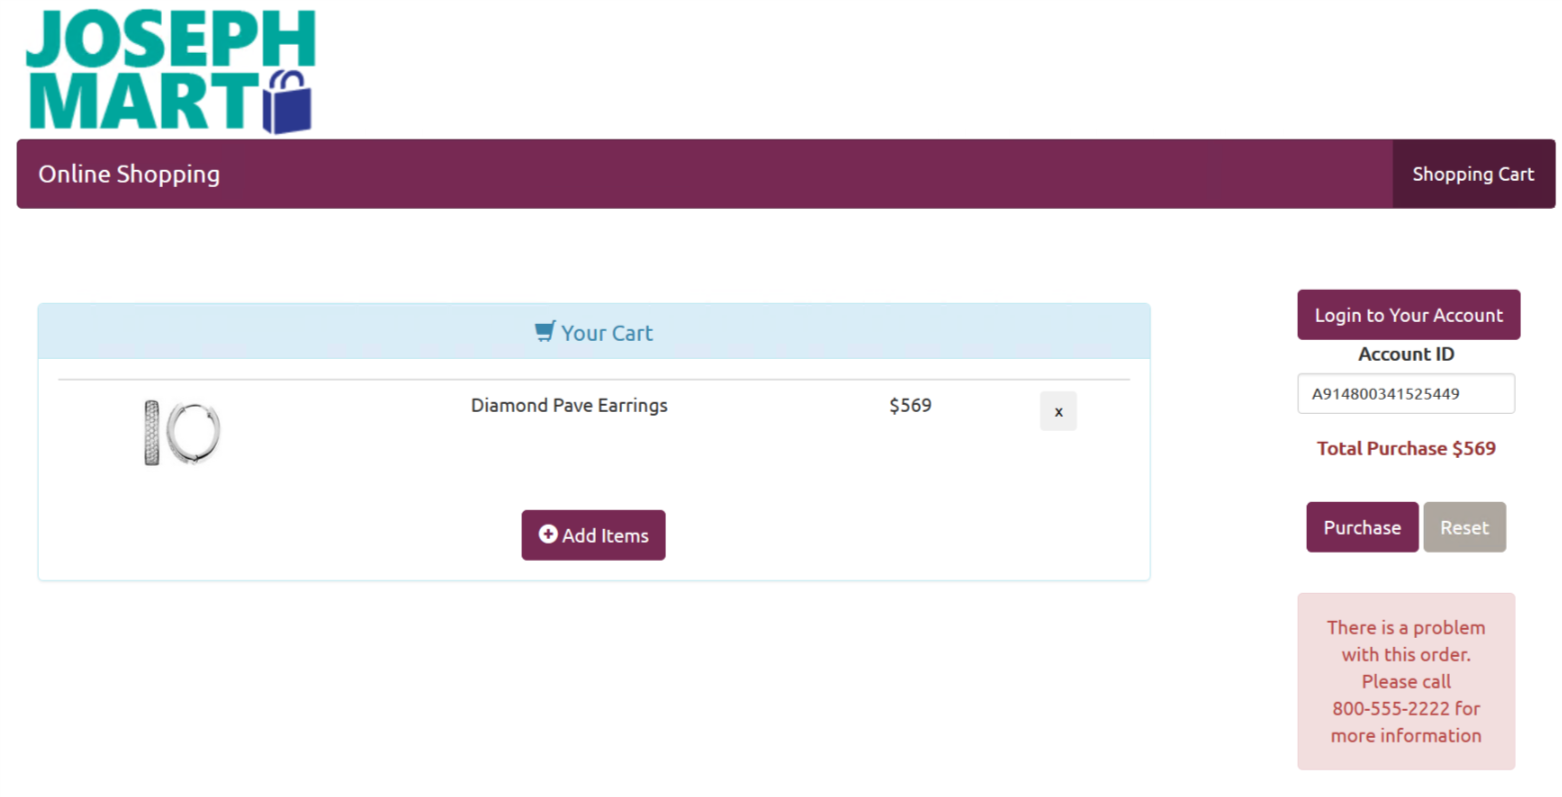 JOSEPH
MART
Online Shopping
Shopping Cart
Your Cart
Diamond Pave Earrings
$569
x
Add Items
Login to Your Account
Account ID
A914800341525449
Total Purchase $569
Purchase
Reset
There is a problem
with this order.
Please call
800-555-2222 for
more information